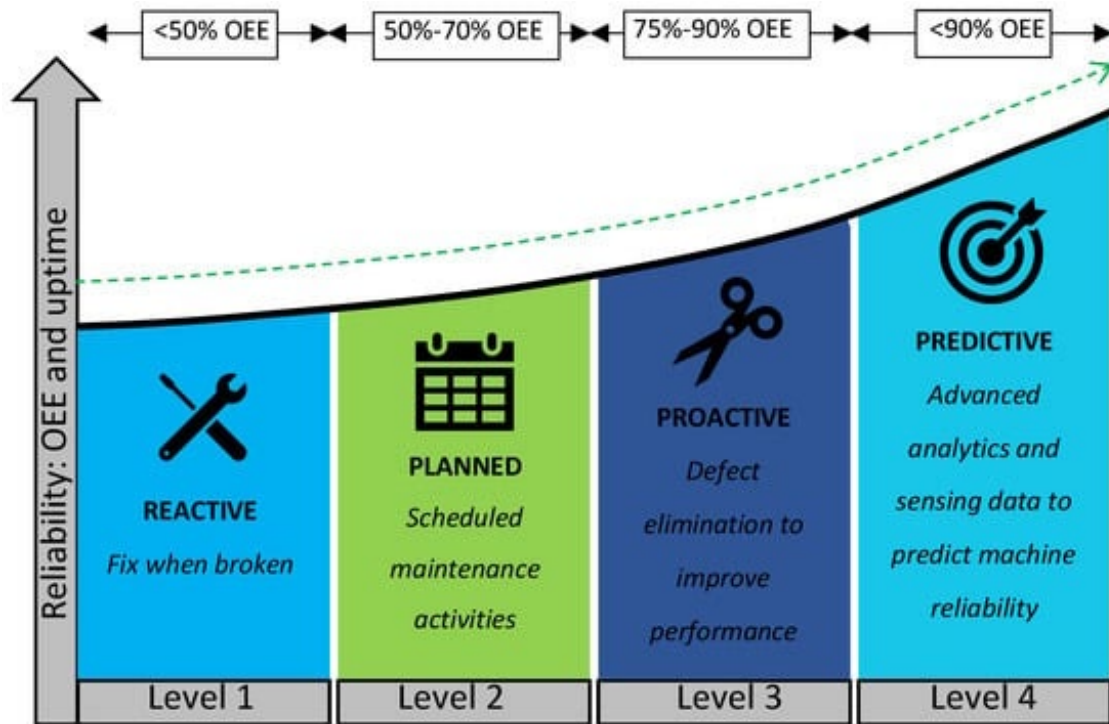 <50% OEE
50%-70% OEE
75%-90% OEE
<90% OEE
Reliability: OEE and uptime
REACTIVE
Fix when broken
PLANNED
Scheduled
maintenance
activities
PROACTIVE
Defect
elimination to
improve
performance
PREDICTIVE
Advanced
analytics and
sensing data to
predict machine
reliability
Level 1
Level 2
Level 3
Level 4